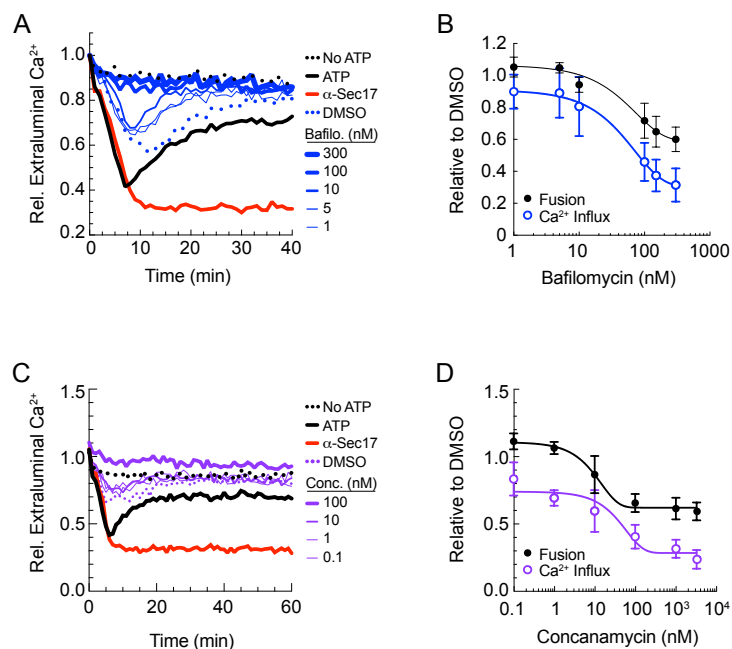 A
Rel. Extraluminal Ca²⁺
1.0
0.8
0.6
0.4
0.2
0 10 20 30 40
Time (min)
No ATP
ATP
α-Sec17
DMSO
Bafilo. (nM)
300
100
10
5
1
B
Relative to DMSO
1.2
1.0
0.8
0.6
0.4
0.2
0
Fusion
Ca²⁺ Influx
1 10 100 1000
Bafilomycin (nM)
C
Rel. Extraluminal Ca²⁺
1.5
1.0
0.5
0.0
0 20 40 60
Time (min)
No ATP
ATP
α-Sec17
DMSO
Conc. (nM)
100
10
1
0.1
D
Relative to DMSO
1.5
1.0
0.5
0.0
Fusion
Ca²⁺ Influx
0.1 1 10 100 10³ 10⁴
Concanamycin (nM)